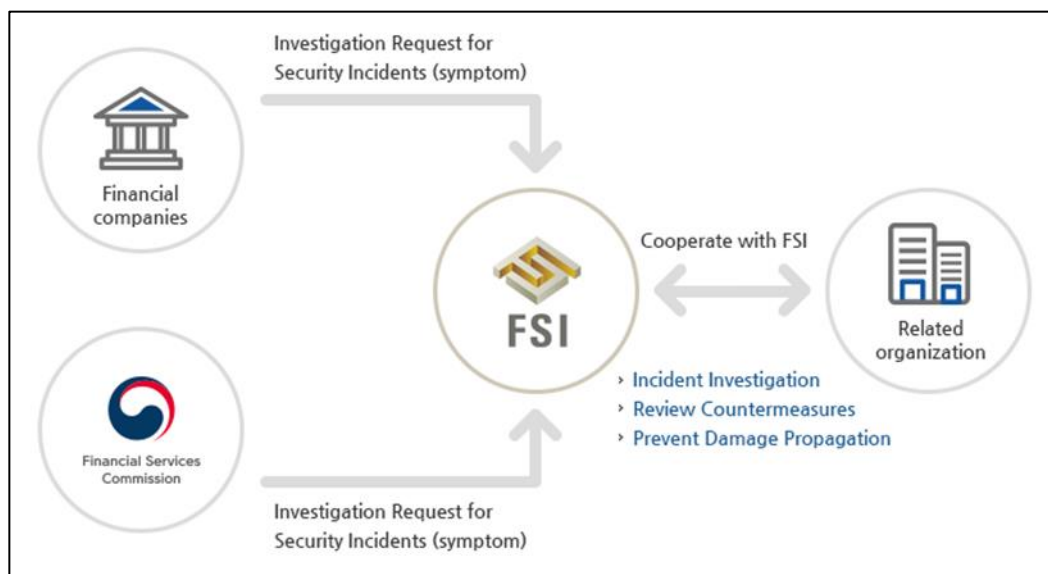 Investigation Request for
Security Incidents (symptom)
Financial
companies
Cooperate with FSI
FSI
Related
organization
› Incident Investigation
› Review Countermeasures
› Prevent Damage Propagation
Financial Services
Commission
Investigation Request for
Security Incidents (symptom)